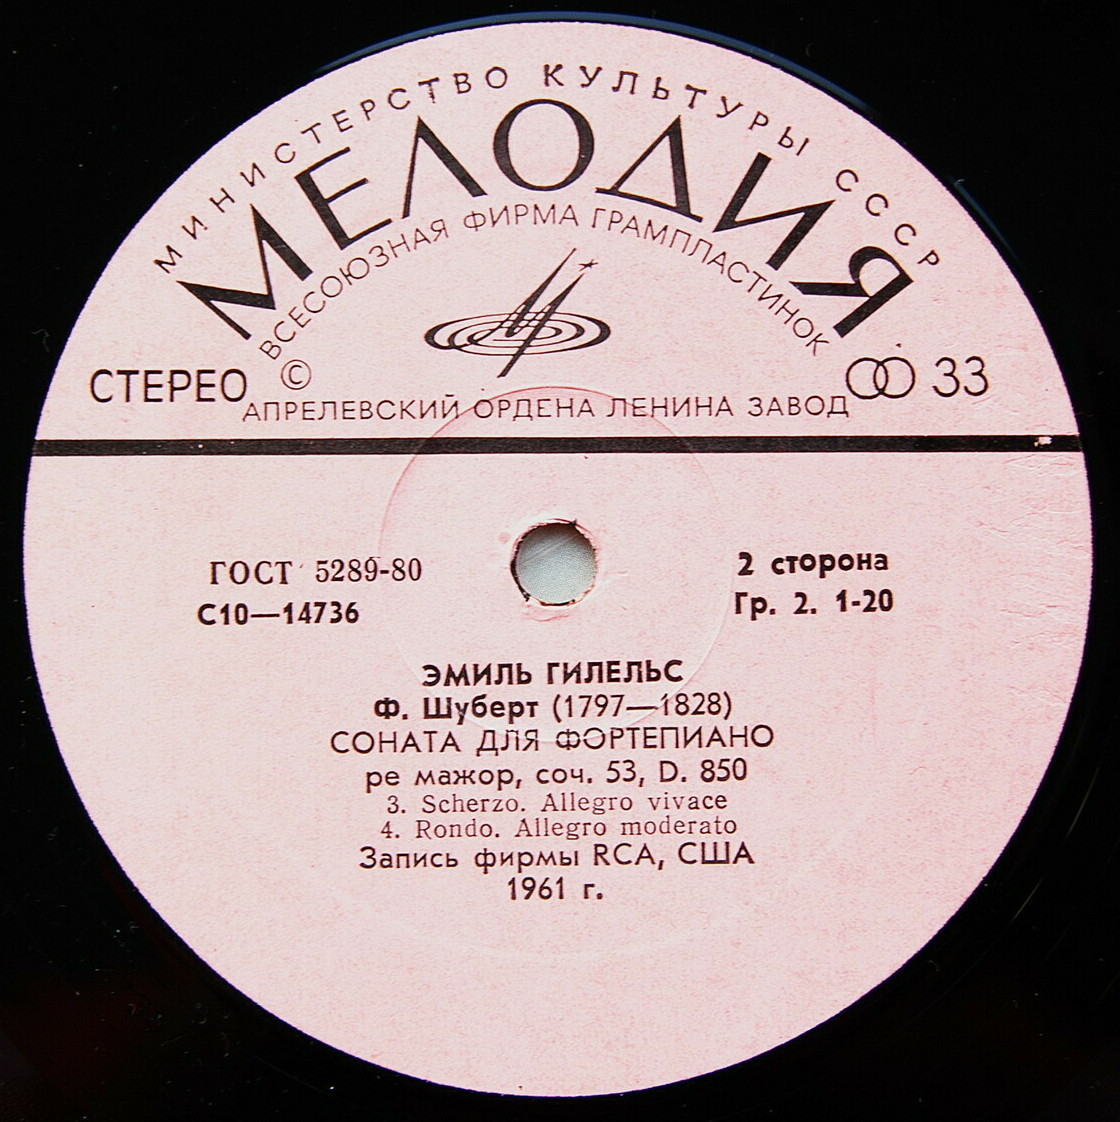 МИНИСТЕРСТВО КУЛЬТУРЫ СССР
МЕЛОДИЯ
ВСЕСОЮЗНАЯ ФИРМА ГРАМПЛАСТИНОК
М
СТЕРЕО © 33
АПРЕЛЕВСКИЙ ОРДЕНА ЛЕНИНА ЗАВОД
ГОСТ 5289-80
С10—14736
2 сторона
Гр. 2. 1-20
ЭМИЛЬ ГИЛЕЛЬС
Ф. Шуберт (1797—1828)
СОНАТА ДЛЯ ФОРТЕПИАНО
ре мажор, соч. 53, D. 850
3. Scherzo. Allegro vivace
4. Rondo. Allegro moderato
Запись фирмы RCA, США
1961 г.